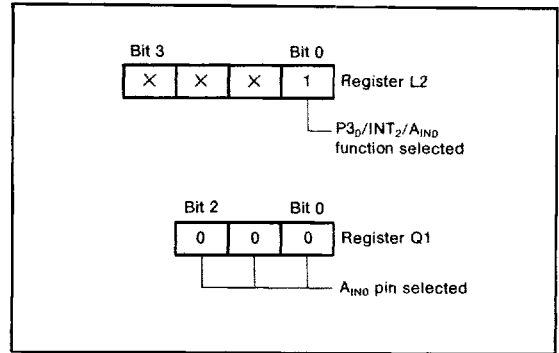 Bit 3 Bit 0
× × × 1 Register L2
P3₀/INT₂/A_IN0
function selected
Bit 2 Bit 0
0 0 0 Register Q1
A_IN0 pin selected